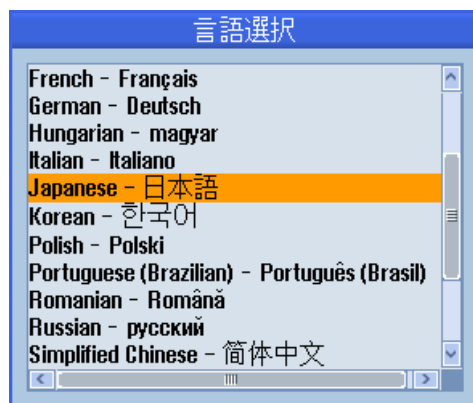 言語選択
French - Français
German - Deutsch
Hungarian - magyar
Italian - Italiano
Japanese - 日本語
Korean - 한국어
Polish - Polski
Portuguese (Brazilian) - Português (Brasil)
Romanian - Română
Russian - русский
Simplified Chinese - 简体中文